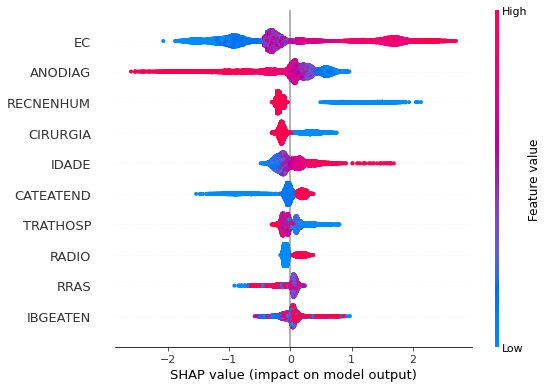 High
EC
ANODIAG
RECNENHUM
CIRURGIA
IDADE
CATEATEND
TRATHOSP
RADIO
RRAS
IBGEATEN
Feature value
Low
−2 −1 0 1 2
SHAP value (impact on model output)